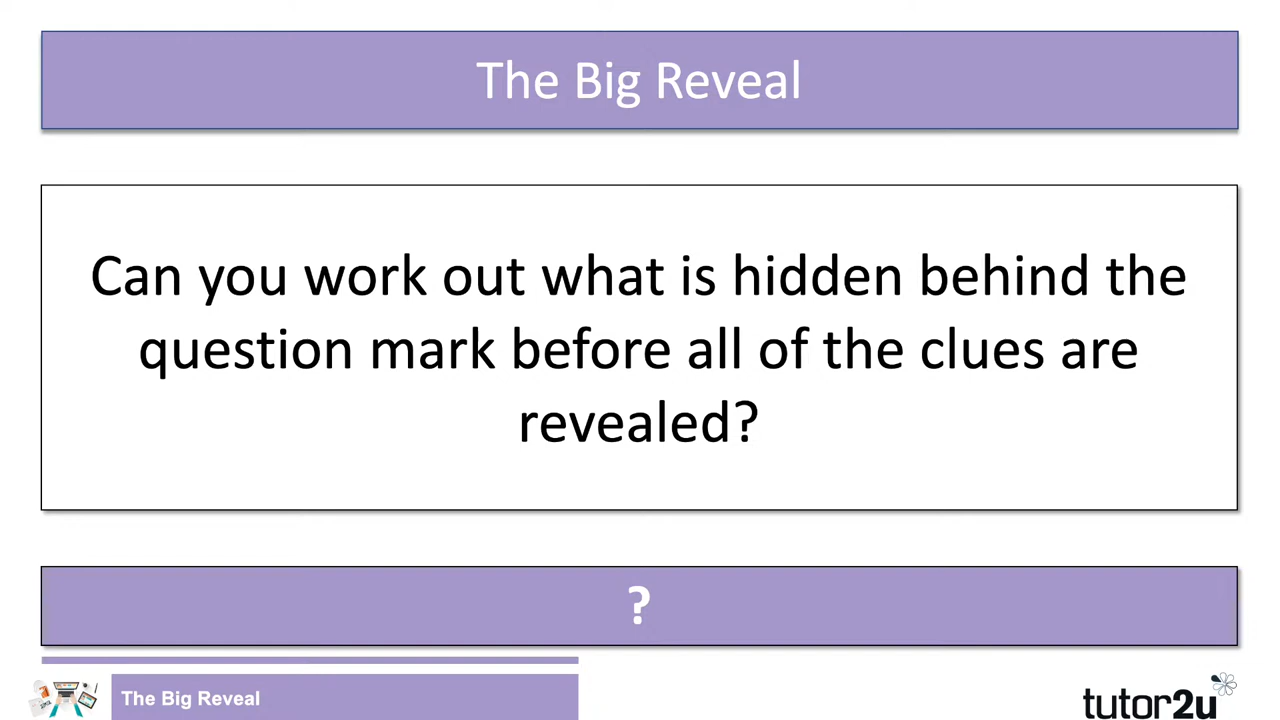 The Big Reveal
Can you work out what is hidden behind the
question mark before all of the clues are
revealed?
?
The Big Reveal
tutor2u